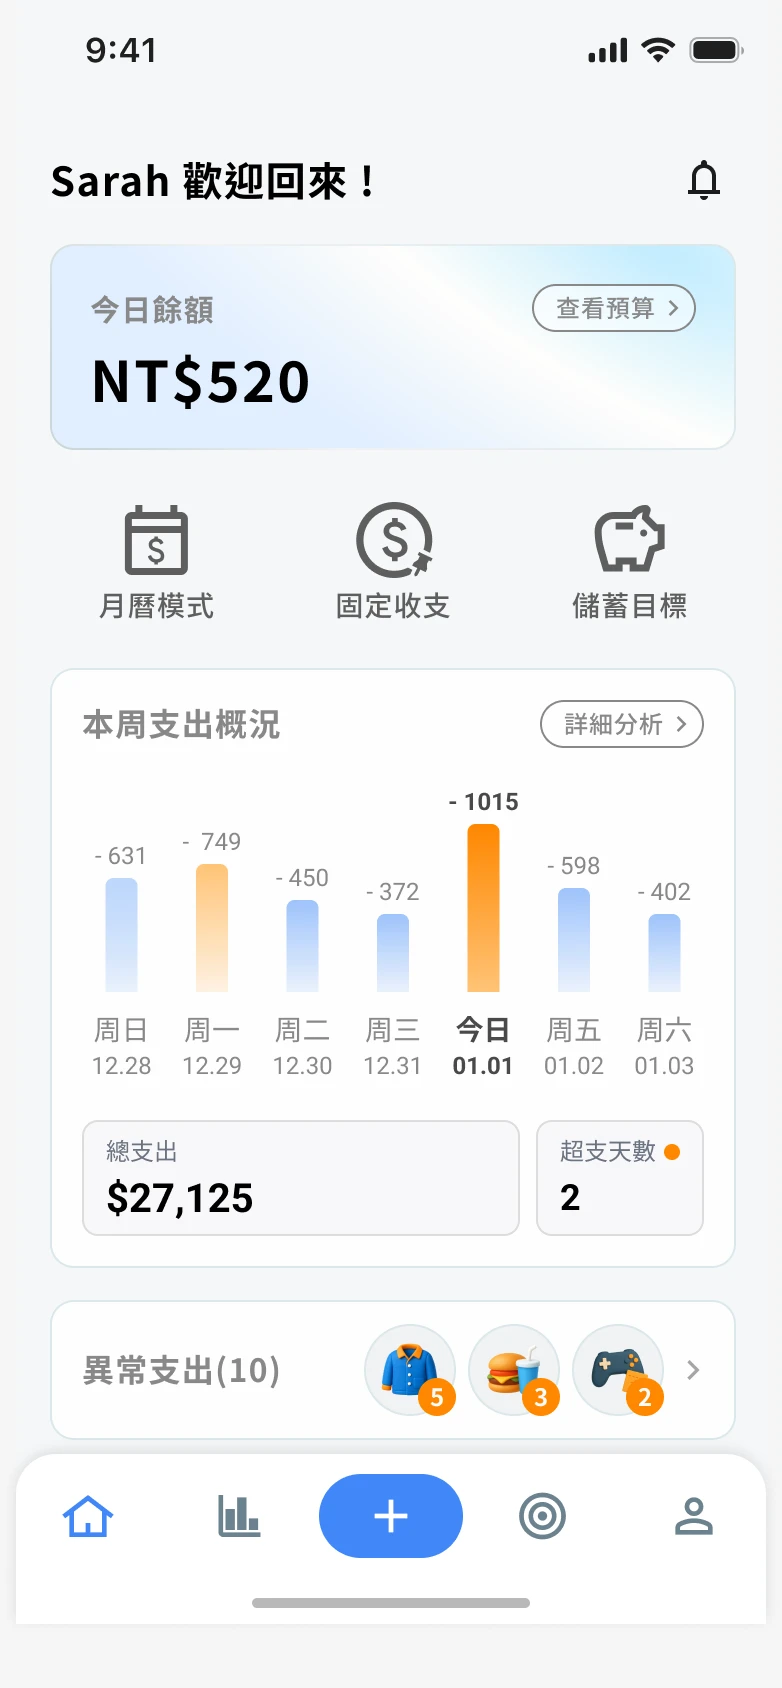 9:41
Sarah 歡迎回來！
今日餘額
查看預算
NT$520
月曆模式
固定收支
儲蓄目標
本周支出概況
詳細分析
- 631
- 749
- 450
- 372
- 1015
- 598
- 402
周日 周一 周二 周三 今日 周五 周六
12.28 12.29 12.30 12.31 01.01 01.02 01.03
總支出
$27,125
超支天數
2
異常支出(10)
5
3
2